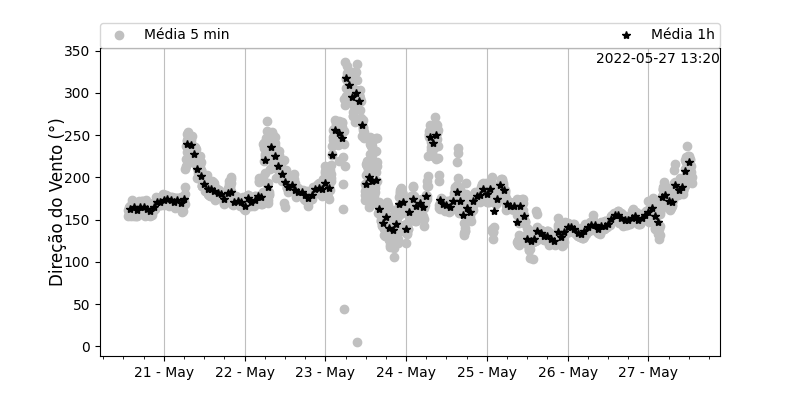 Média 5 min
Média 1h
2022-05-27 13:20
Direção do Vento (°)
350
300
250
200
150
100
50
0
21 - May
22 - May
23 - May
24 - May
25 - May
26 - May
27 - May